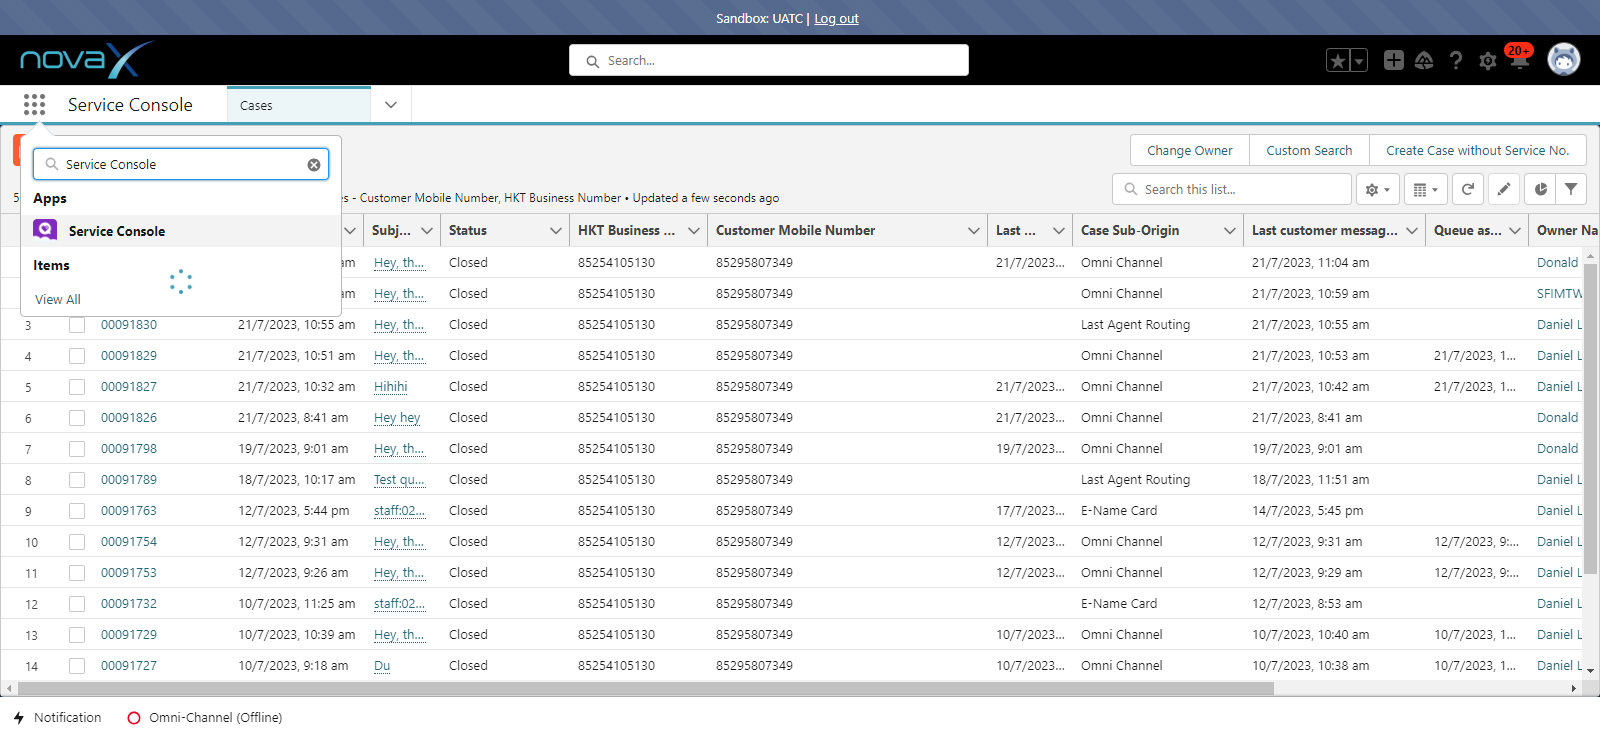 Sandbox: UATC | Log out
novaX
Search...
20+
Service Console
Cases
Service Console
Apps
Service Console
Items
View All
Change Owner
Custom Search
Create Case without Service No.
5
s - Customer Mobile Number, HKT Business Number • Updated a few seconds ago
Search this list...
Subj... Status HKT Business ... Customer Mobile Number Last ... Case Sub-Origin Last customer messag... Queue as... Owner Na
am Hey, th... Closed 85254105130 85295807349 21/7/2023... Omni Channel 21/7/2023, 11:04 am Donald
am Hey, th... Closed 85254105130 85295807349 Omni Channel 21/7/2023, 10:59 am SFIMTW
3 00091830 21/7/2023, 10:55 am Hey, th... Closed 85254105130 85295807349 Last Agent Routing 21/7/2023, 10:55 am Daniel L
4 00091829 21/7/2023, 10:51 am Hey, th... Closed 85254105130 85295807349 Omni Channel 21/7/2023, 10:53 am 21/7/2023, 1... Daniel L
5 00091827 21/7/2023, 10:32 am Hihihi Closed 85254105130 85295807349 21/7/2023... Omni Channel 21/7/2023, 10:42 am 21/7/2023, 1... Daniel L
6 00091826 21/7/2023, 8:41 am Hey hey Closed 85254105130 85295807349 21/7/2023... Omni Channel 21/7/2023, 8:41 am Donald
7 00091798 19/7/2023, 9:01 am Hey, th... Closed 85254105130 85295807349 19/7/2023... Omni Channel 19/7/2023, 9:01 am Donald
8 00091789 18/7/2023, 10:17 am Test qu... Closed 85254105130 85295807349 Last Agent Routing 18/7/2023, 11:51 am Daniel L
9 00091763 12/7/2023, 5:44 pm staff:02... Closed 85254105130 85295807349 17/7/2023... E-Name Card 14/7/2023, 5:45 pm Daniel L
10 00091754 12/7/2023, 9:31 am Hey, th... Closed 85254105130 85295807349 12/7/2023... Omni Channel 12/7/2023, 9:31 am 12/7/2023, 9:... Daniel L
11 00091753 12/7/2023, 9:26 am Hey, th... Closed 85254105130 85295807349 12/7/2023... Omni Channel 12/7/2023, 9:29 am 12/7/2023, 9:... Daniel L
12 00091732 10/7/2023, 11:25 am staff:02... Closed 85254105130 85295807349 E-Name Card 12/7/2023, 8:53 am Daniel L
13 00091729 10/7/2023, 10:39 am Hey, th... Closed 85254105130 85295807349 10/7/2023... Omni Channel 10/7/2023, 10:40 am 10/7/2023, 1... Daniel L
14 00091727 10/7/2023, 9:18 am Du Closed 85254105130 85295807349 10/7/2023... Omni Channel 10/7/2023, 10:38 am 10/7/2023, 1... Daniel L
Notification
Omni-Channel (Offline)